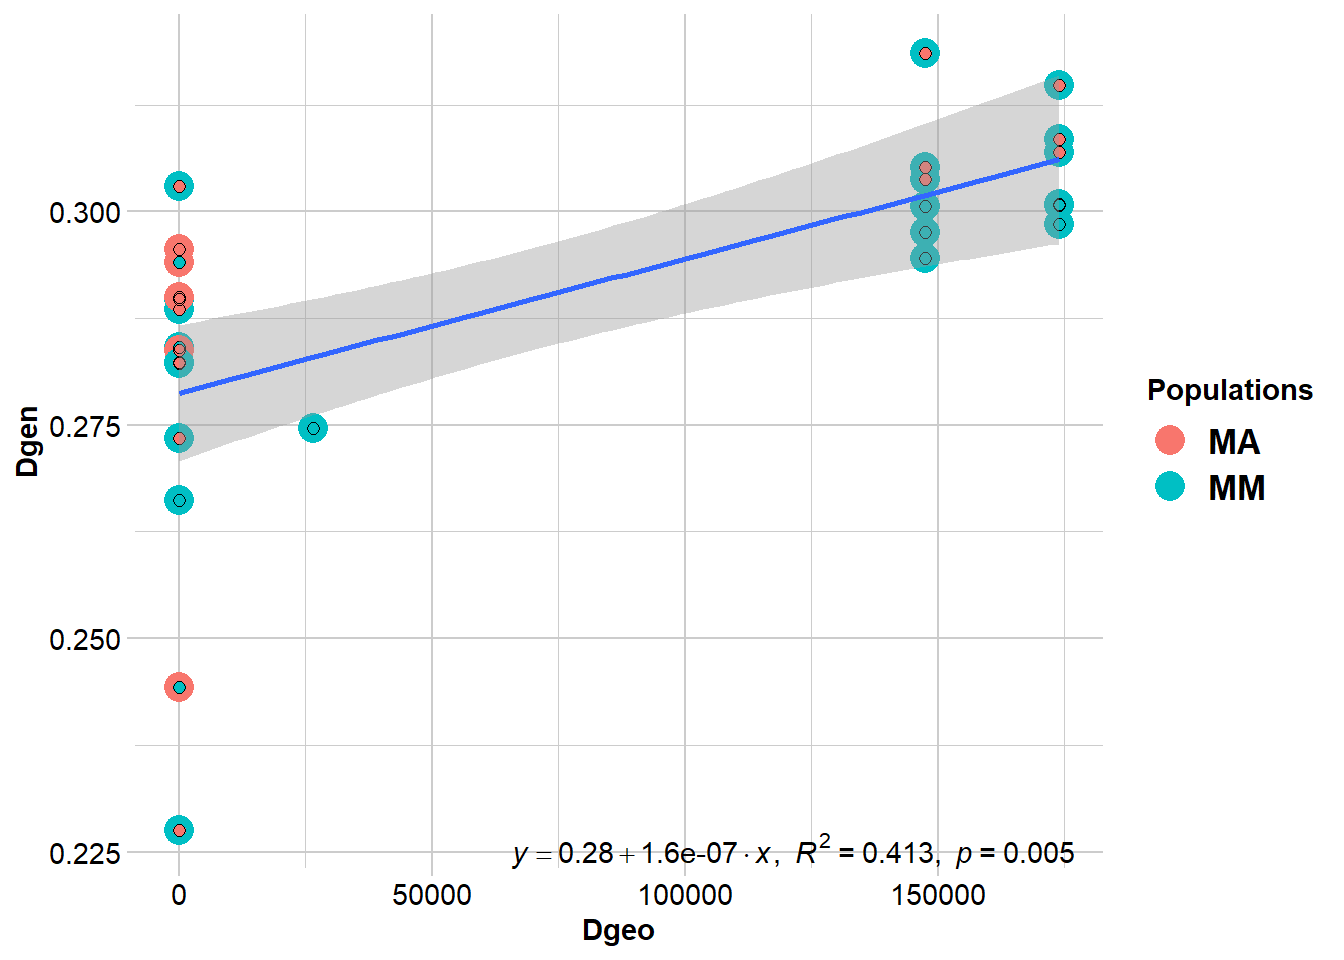 0.300
0.275
0.250
0.225
Dgen
y = 0.28 + 1.6e-07 · x, R² = 0.413, p = 0.005
0 50000 100000 150000
Dgeo
Populations
MA
MM